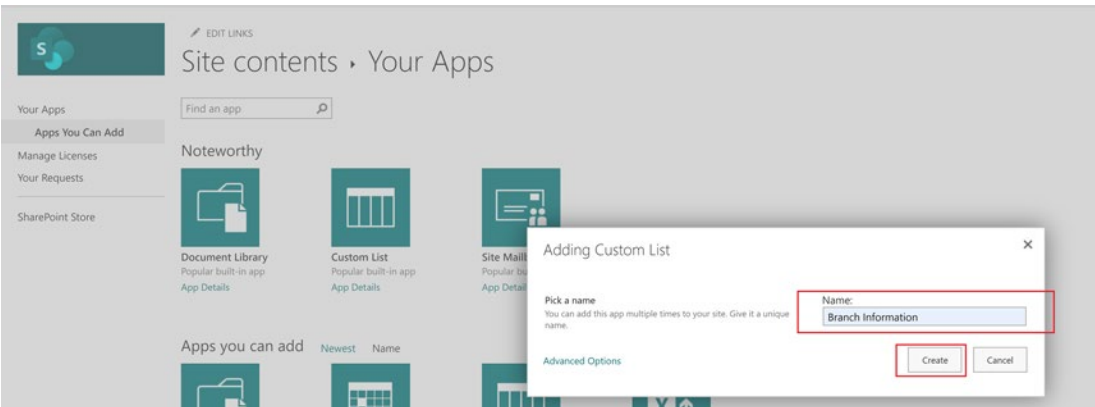 S
EDIT LINKS
Site contents › Your Apps
Your Apps
Apps You Can Add
Manage Licenses
Your Requests
SharePoint Store
Find an app
Noteworthy
Document Library
Popular built-in app
App Details
Custom List
Popular built-in app
App Details
Site Mail
Popular
App
Adding Custom List
Pick a name
You can add this app multiple times to your site. Give it a unique
name.
Name:
Branch Information
Advanced Options
Create
Cancel
Apps you can add
Newest
Name